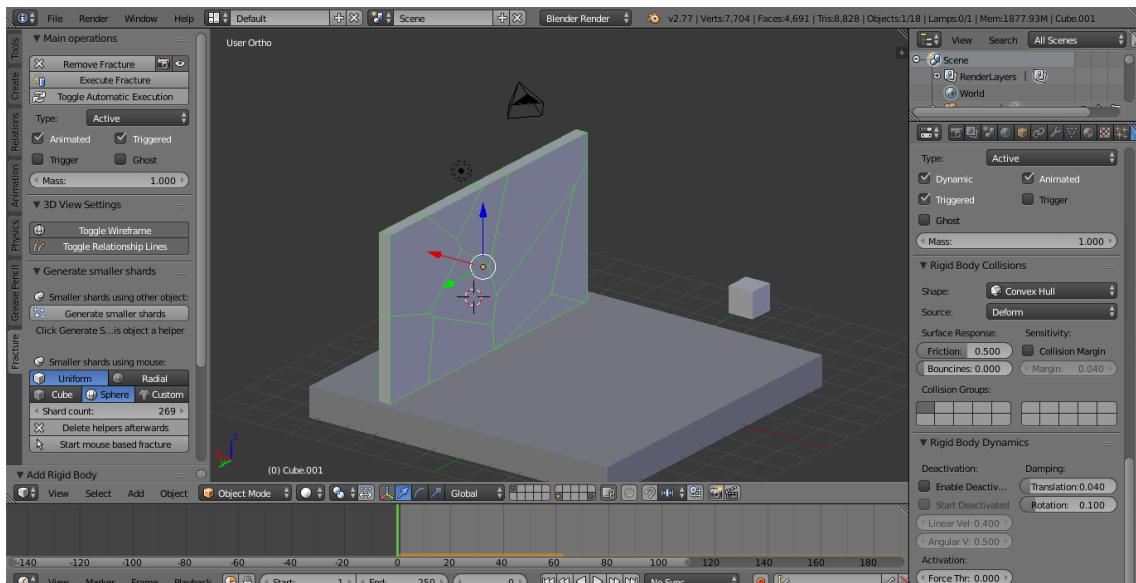 File Render Window Help Default Scene Blender Render v2.77 | Verts:7,704 | Faces:4,691 | Tris:8,828 | Objects:1/18 | Lamps:0/1 | Mem:1877.93M | Cube.001
Tools
Create
Relations
Animation
Physics
Grease Pencil
Fracture
Main operations
Remove Fracture
Execute Fracture
Toggle Automatic Execution
Type: Active
Animated Triggered
Trigger Ghost
Mass: 1.000
3D View Settings
Toggle Wireframe
Toggle Relationship Lines
Generate smaller shards
Smaller shards using other object:
Generate smaller shards
Click Generate S...is object a helper
Smaller shards using mouse:
Uniform Radial
Cube Sphere Custom
Shard count: 269
Delete helpers afterwards
Start mouse based fracture
Add Rigid Body
User Ortho
z
x
y
(0) Cube.001
View Select Add Object Object Mode Global
-140 -120 -100 -80 -60 -40 -20 0 20 40 60 80 100 120 140 160
View Marker Frame Playback Start: 1 End: 250 0 No Sync
View Search All Scenes
Scene
RenderLayers |
World
Type: Active
Dynamic Animated
Triggered Trigger
Ghost
Mass: 1.000
Rigid Body Collisions
Shape: Convex Hull
Source: Deform
Surface Response: Sensitivity:
Friction: 0.500 Collision Margin
Bouncines: 0.000 Margin: 0.040
Collision Groups:
Rigid Body Dynamics
Deactivation: Damping:
Enable Deactiv... Translation:0.040
Start Deactivated Rotation: 0.100
Linear Vel: 0.400
Angular V: 0.500
Activation:
Force Thr: 0.000